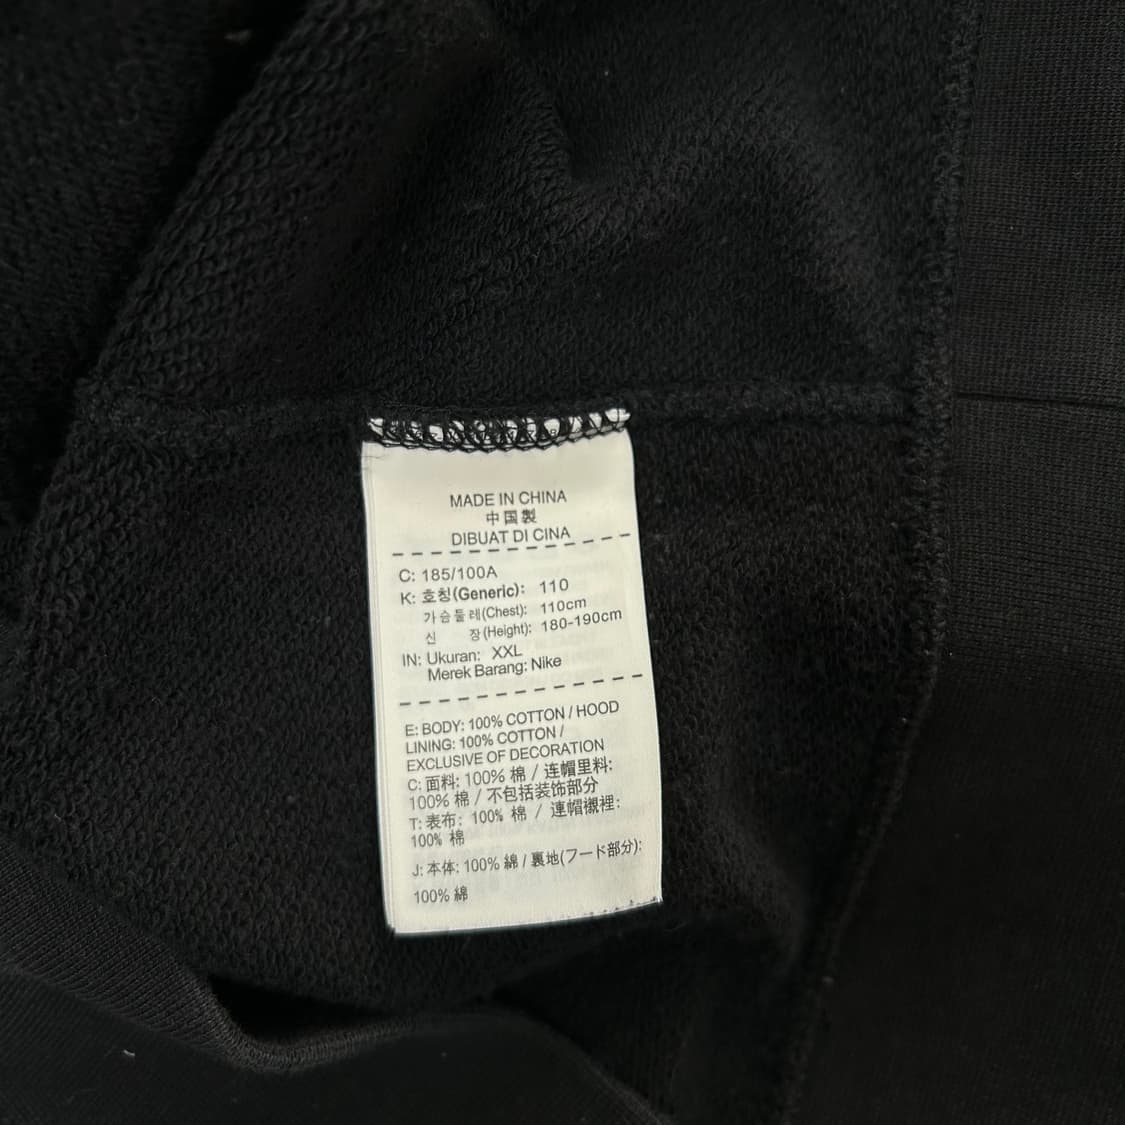 MADE IN CHINA
中国製
DIBUAT DI CINA
C: 185/100A
K: 호칭(Generic): 110
가슴둘레(Chest): 110cm
신 장(Height): 180-190cm
IN: Ukuran: XXL
Merek Barang: Nike
E: BODY: 100% COTTON / HOOD
LINING: 100% COTTON /
EXCLUSIVE OF DECORATION
C: 面料: 100% 棉 / 连帽里料:
100% 棉 / 不包括装饰部分
T: 表布: 100% 棉 / 連帽襯裡:
100% 棉
J: 本体: 100% 綿 / 裏地(フード部分):
100% 綿